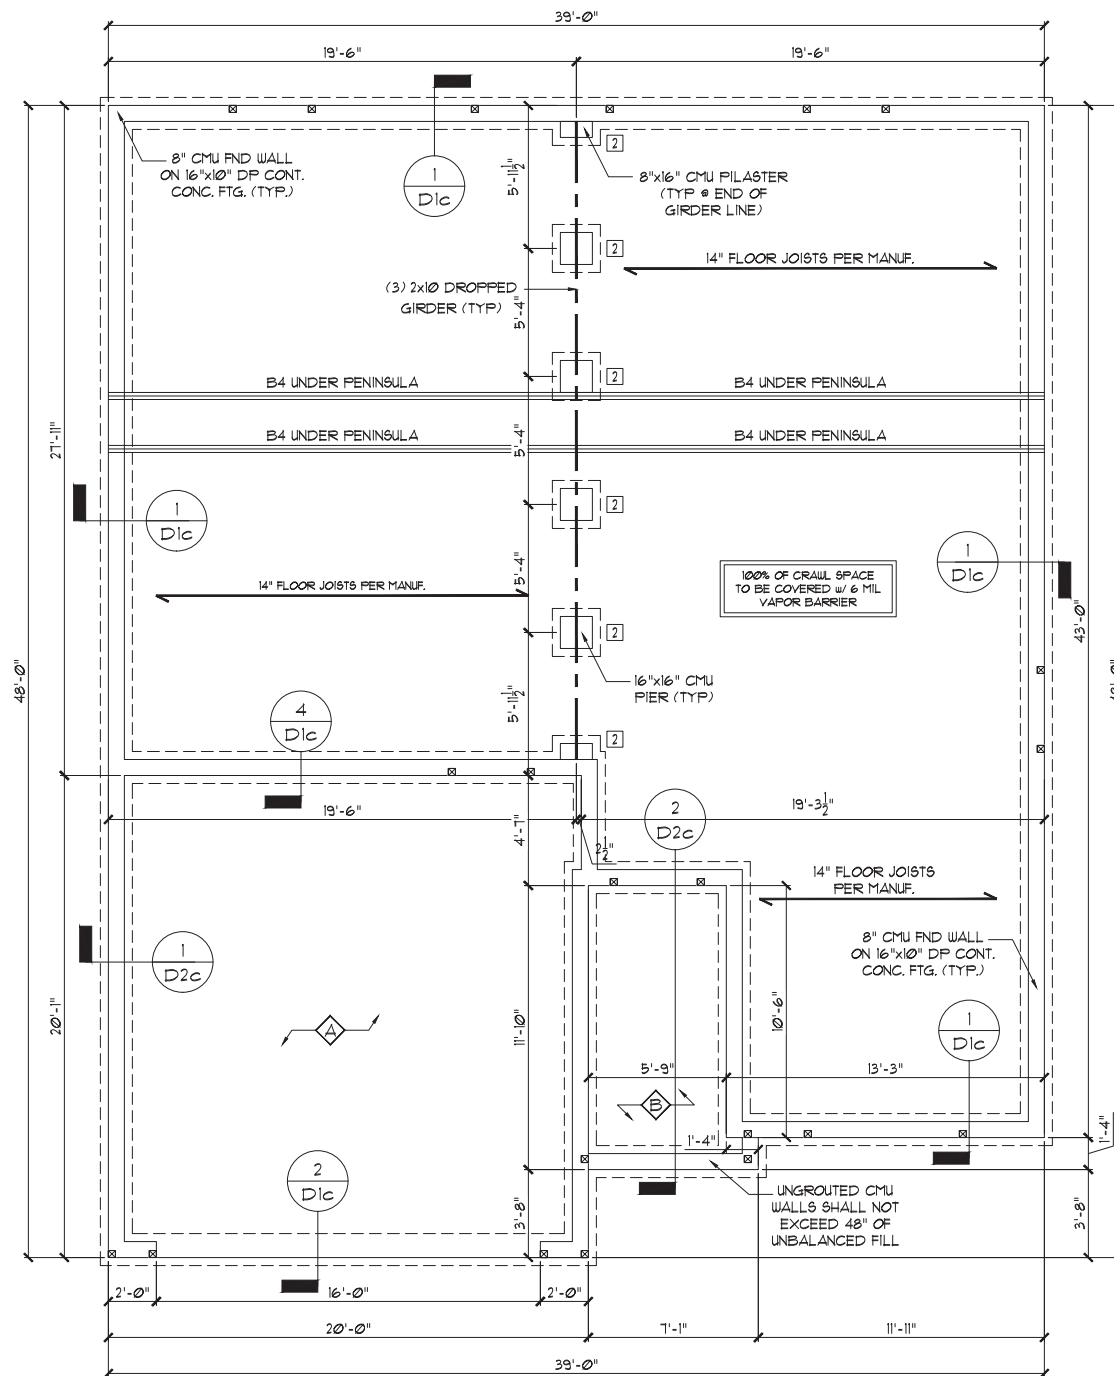 39'-0"
19'-6"
19'-6"
8" CMU FND WALL
ON 16"x10" DP CONT.
CONC. FTG. (TYP.)
1
D1c
5'-11 1/2"
2
8"x16" CMU PILASTER
(TYP @ END OF
GIRDER LINE)
2
14" FLOOR JOISTS PER MANUF.
(3) 2x10 DROPPED
GIRDER (TYP)
5'-4"
2
B4 UNDER PENINSULA
B4 UNDER PENINSULA
B4 UNDER PENINSULA
B4 UNDER PENINSULA
27'-11"
5'-4"
1
D1c
2
1
D1c
14" FLOOR JOISTS PER MANUF.
5'-4"
100% OF CRAWL SPACE
TO BE COVERED w/ 6 MIL
VAPOR BARRIER
43'-0"
2
48'-0"
16"x16" CMU
PIER (TYP)
5'-11 1/2"
4
D1c
2
19'-6"
4'-7"
2 1/2"
2
D2c
19'-3 1/2"
14" FLOOR JOISTS
PER MANUF.
8" CMU FND WALL
ON 16"x10" DP CONT.
CONC. FTG. (TYP.)
1
D2c
20'-1"
A
11'-10"
10'-6"
1
D1c
5'-9"
13'-3"
B
1'-4"
1'-4"
2
D1c
3'-8"
UNGROUTED CMU
WALLS SHALL NOT
EXCEED 48" OF
UNBALANCED FILL
3'-8"
2'-0"
16'-0"
2'-0"
20'-0"
7'-1"
11'-11"
39'-0"